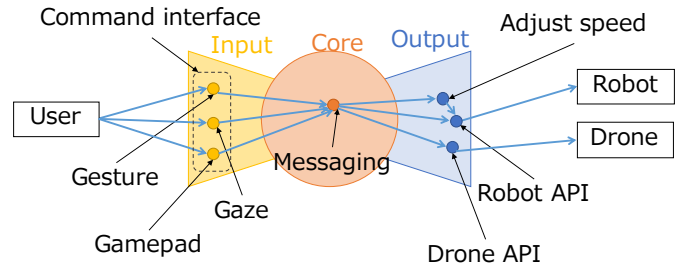 Command interface
Input
Core
Output
Adjust speed
User
Robot
Drone
Messaging
Gesture
Gaze
Gamepad
Robot API
Drone API